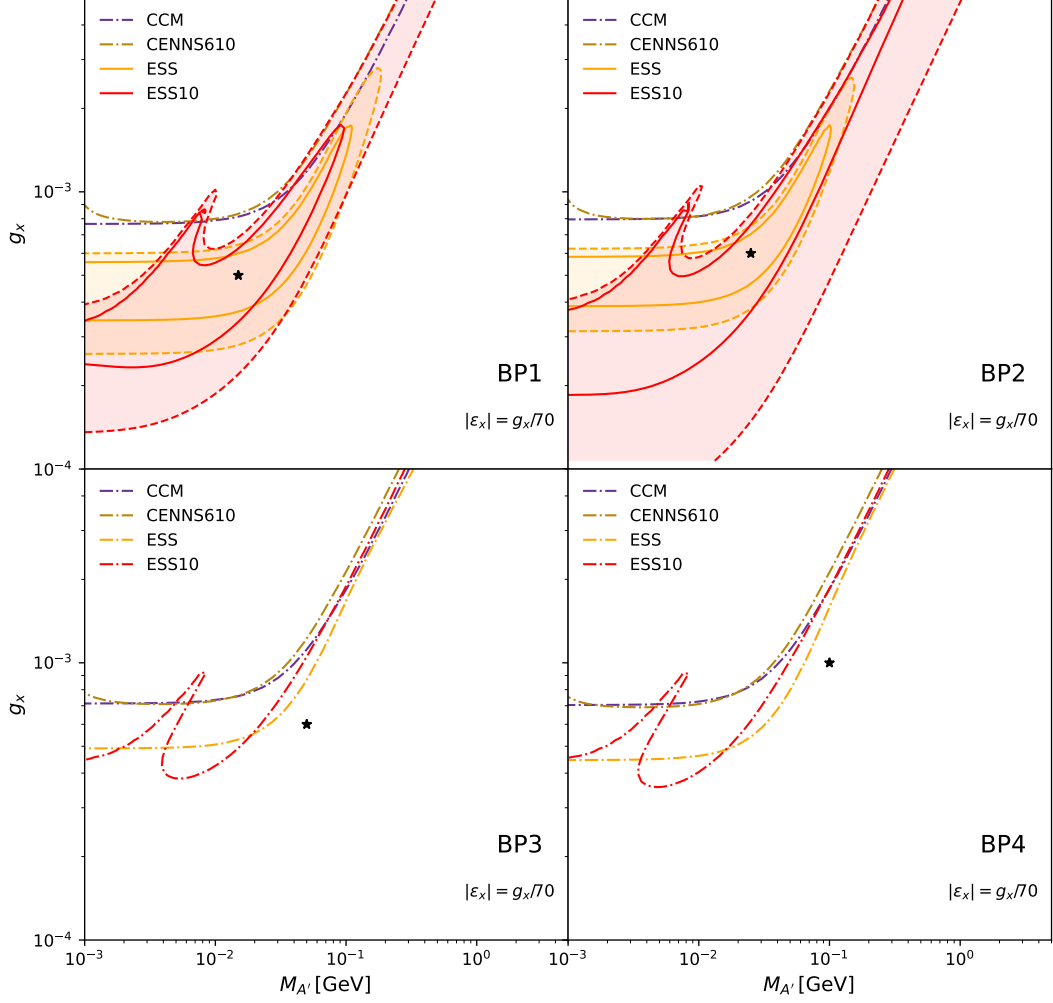 CCM
CENNS610
ESS
ESS10
BP1
|εₓ| = gₓ/70
CCM
CENNS610
ESS
ESS10
BP2
|εₓ| = gₓ/70
10⁻³
10⁻⁴
gₓ
CCM
CENNS610
ESS
ESS10
BP3
|εₓ| = gₓ/70
CCM
CENNS610
ESS
ESS10
BP4
|εₓ| = gₓ/70
10⁻³
10⁻⁴
gₓ
10⁻³ 10⁻² 10⁻¹ 10⁰
10⁻³ 10⁻² 10⁻¹ 10⁰
M_A′ [GeV]
M_A′ [GeV]